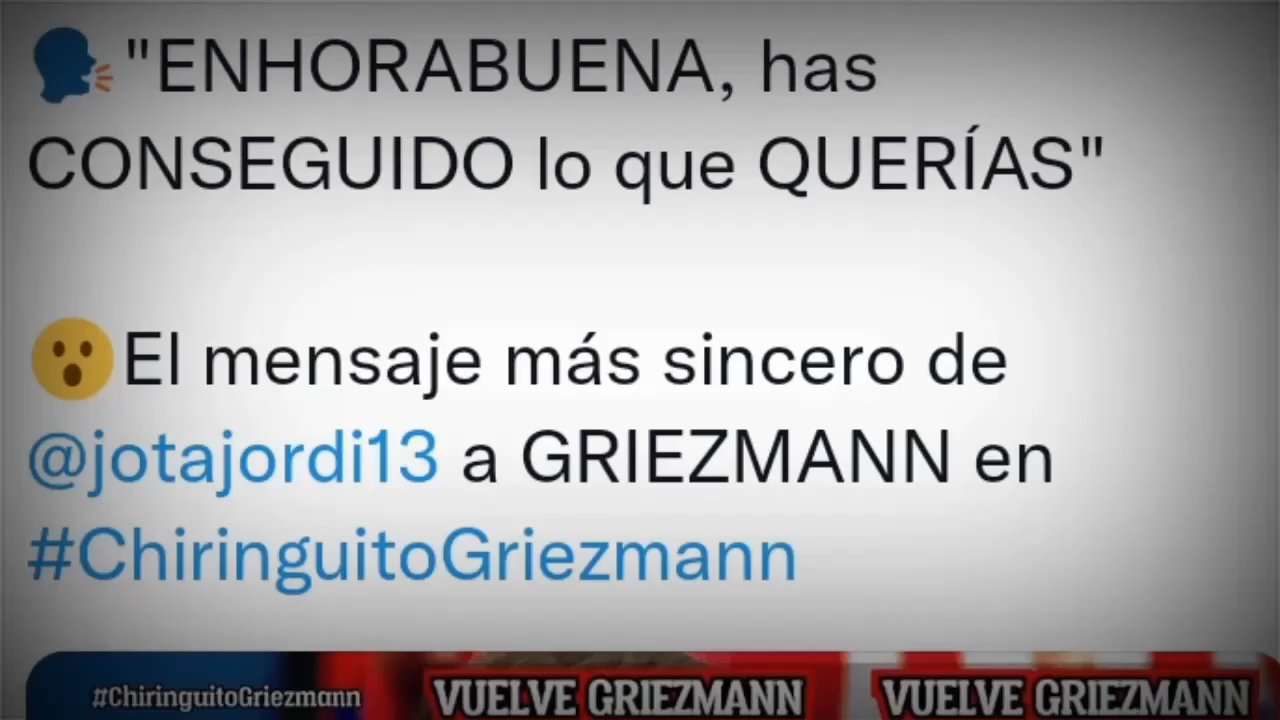 "ENHORABUENA, has
CONSEGUIDO lo que QUERÍAS"
El mensaje más sincero de
@jotajordi13 a GRIEZMANN en
#ChiringuitoGriezmann
#ChiringuitoGriezmann VUELVE GRIEZMANN VUELVE GRIEZMANN